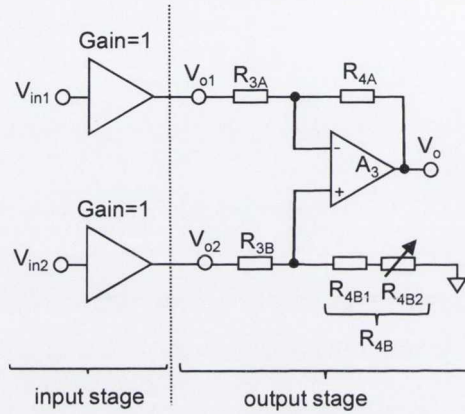 Gain=1
V_in1
V_o1
R_3A
R_4A
-
A_3
+
V_o
Gain=1
V_in2
V_o2
R_3B
R_4B1
R_4B2
R_4B
input stage
output stage